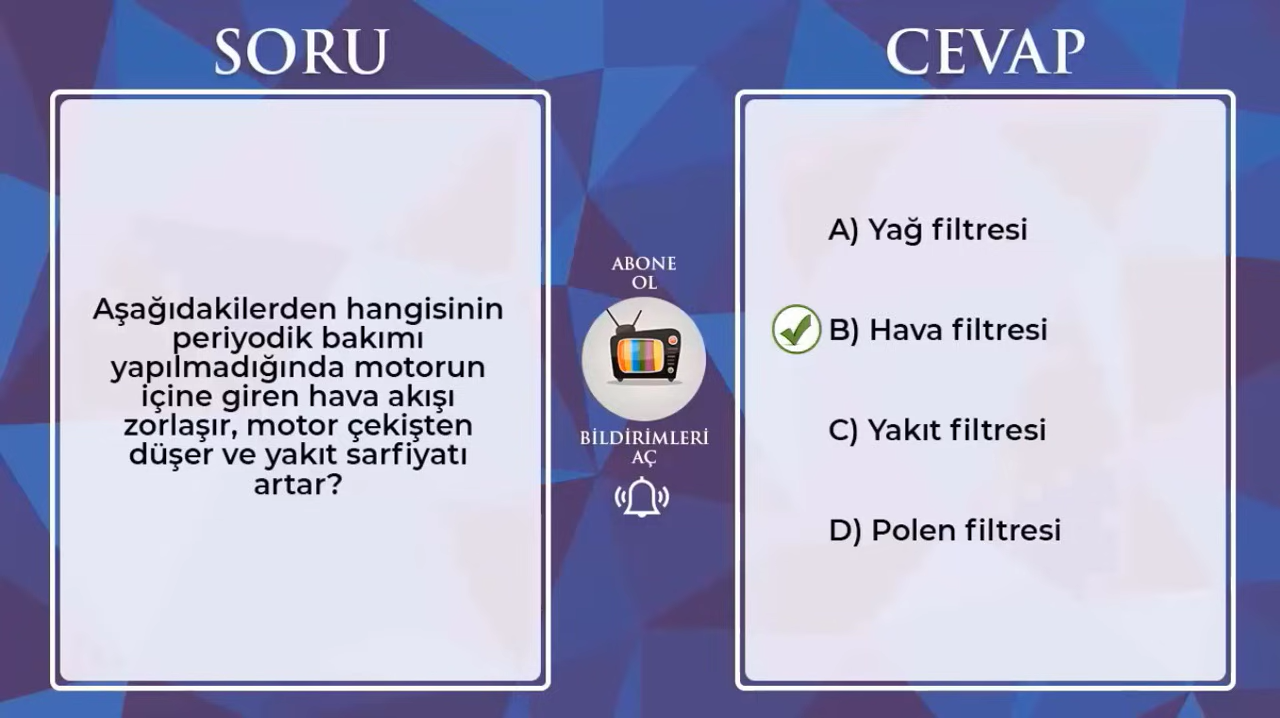 SORU
Aşağıdakilerden hangisinin
periyodik bakımı
yapılmadığında motorun
içine giren hava akışı
zorlaşır, motor çekişten
düşer ve yakıt sarfiyatı
artar?
ABONE
OL
BİLDİRİMLERİ
AÇ
CEVAP
A) Yağ filtresi
B) Hava filtresi
C) Yakıt filtresi
D) Polen filtresi